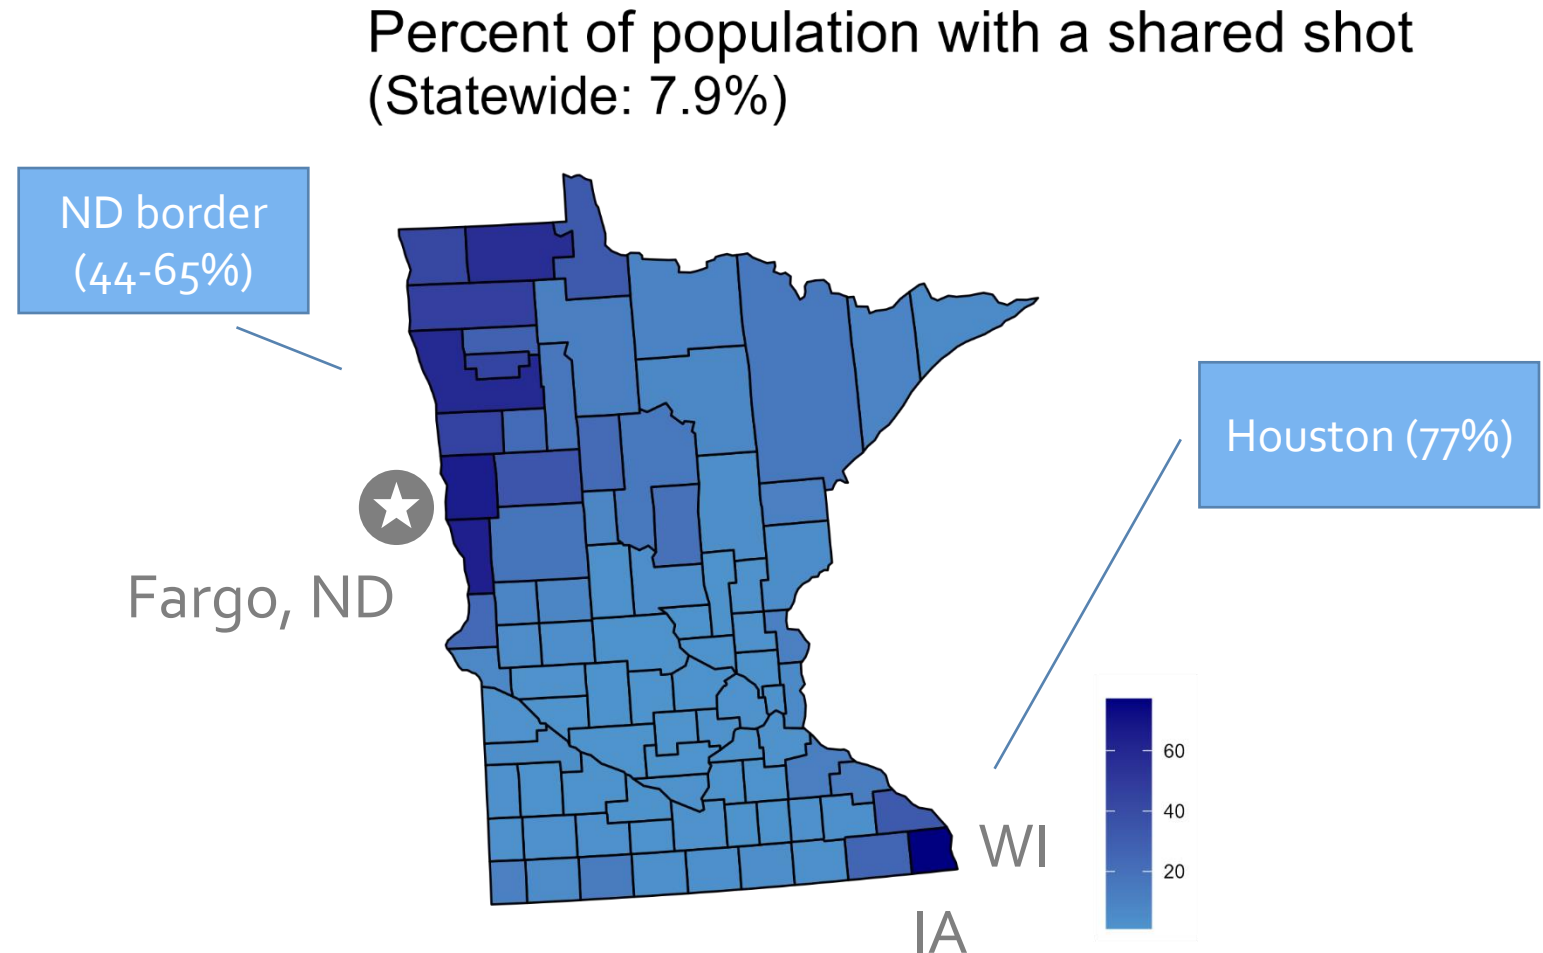 Percent of population with a shared shot
(Statewide: 7.9%)
ND border
(44-65%)
Houston (77%)
Fargo, ND
60
40
20
WI
IA